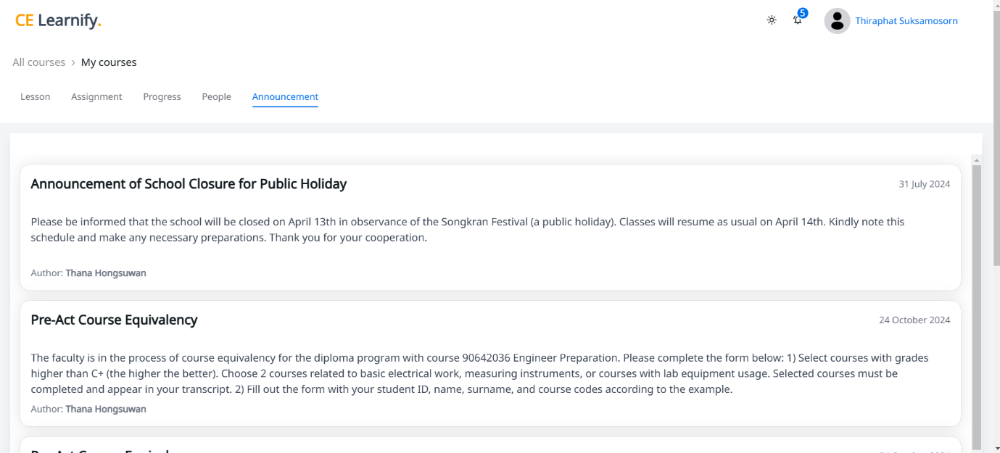 CE Learnify.
5
Thiraphat Suksamosorn
All courses > My courses
Lesson Assignment Progress People Announcement
Announcement of School Closure for Public Holiday
31 July 2024
Please be informed that the school will be closed on April 13th in observance of the Songkran Festival (a public holiday). Classes will resume as usual on April 14th. Kindly note this
schedule and make any necessary preparations. Thank you for your cooperation.
Author: Thana Hongsuwan
Pre-Act Course Equivalency
24 October 2024
The faculty is in the process of course equivalency for the diploma program with course 90642036 Engineer Preparation. Please complete the form below: 1) Select courses with grades
higher than C+ (the higher the better). Choose 2 courses related to basic electrical work, measuring instruments, or courses with lab equipment usage. Selected courses must be
completed and appear in your transcript. 2) Fill out the form with your student ID, name, surname, and course codes according to the example.
Author: Thana Hongsuwan